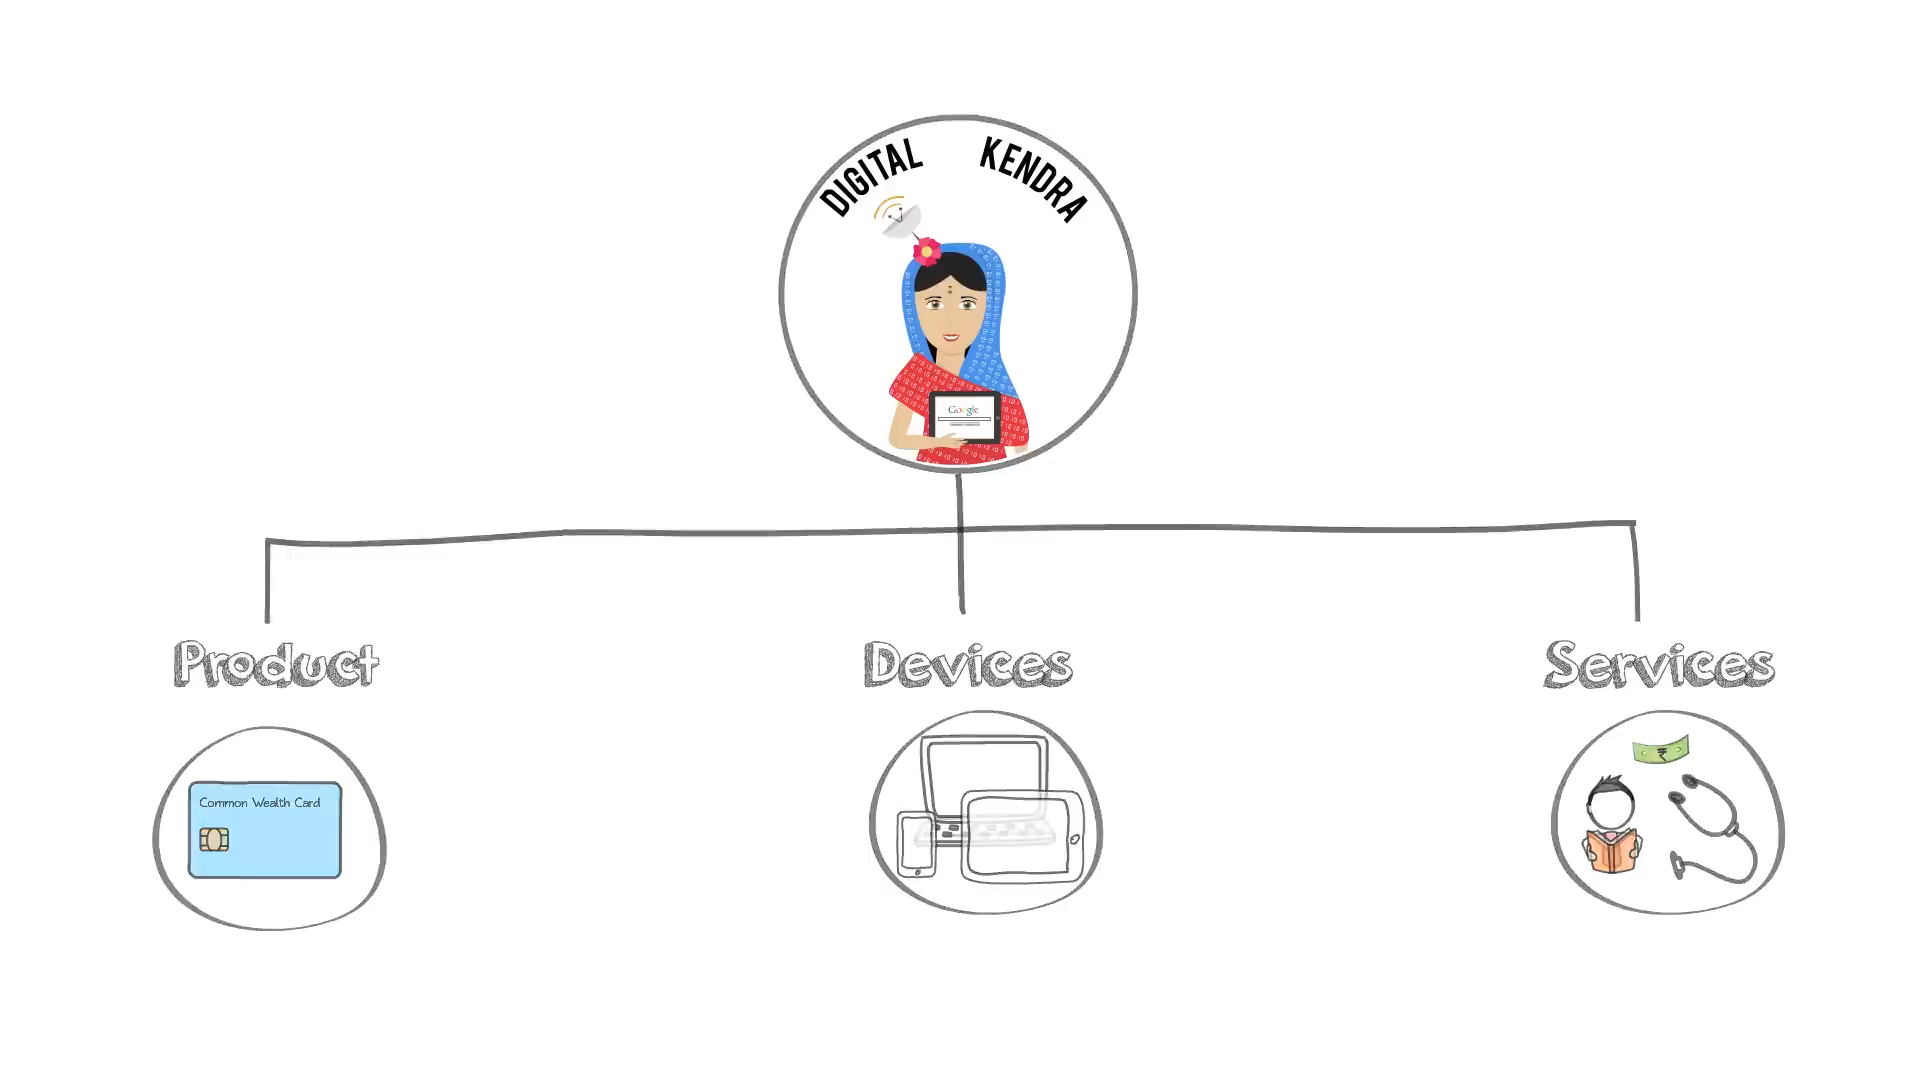 DIGITAL KENDRA
Google
Product
Devices
Services
Common Wealth Card
₹